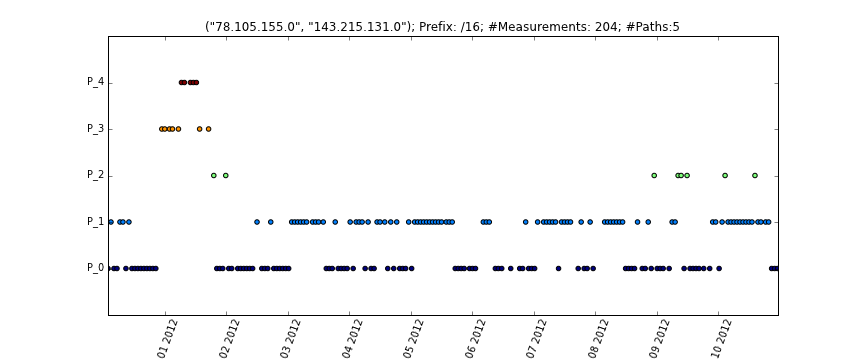 ("78.105.155.0", "143.215.131.0"); Prefix: /16; #Measurements: 204; #Paths:5
P_4
P_3
P_2
P_1
P_0
01 2012
02 2012
03 2012
04 2012
05 2012
06 2012
07 2012
08 2012
09 2012
10 2012